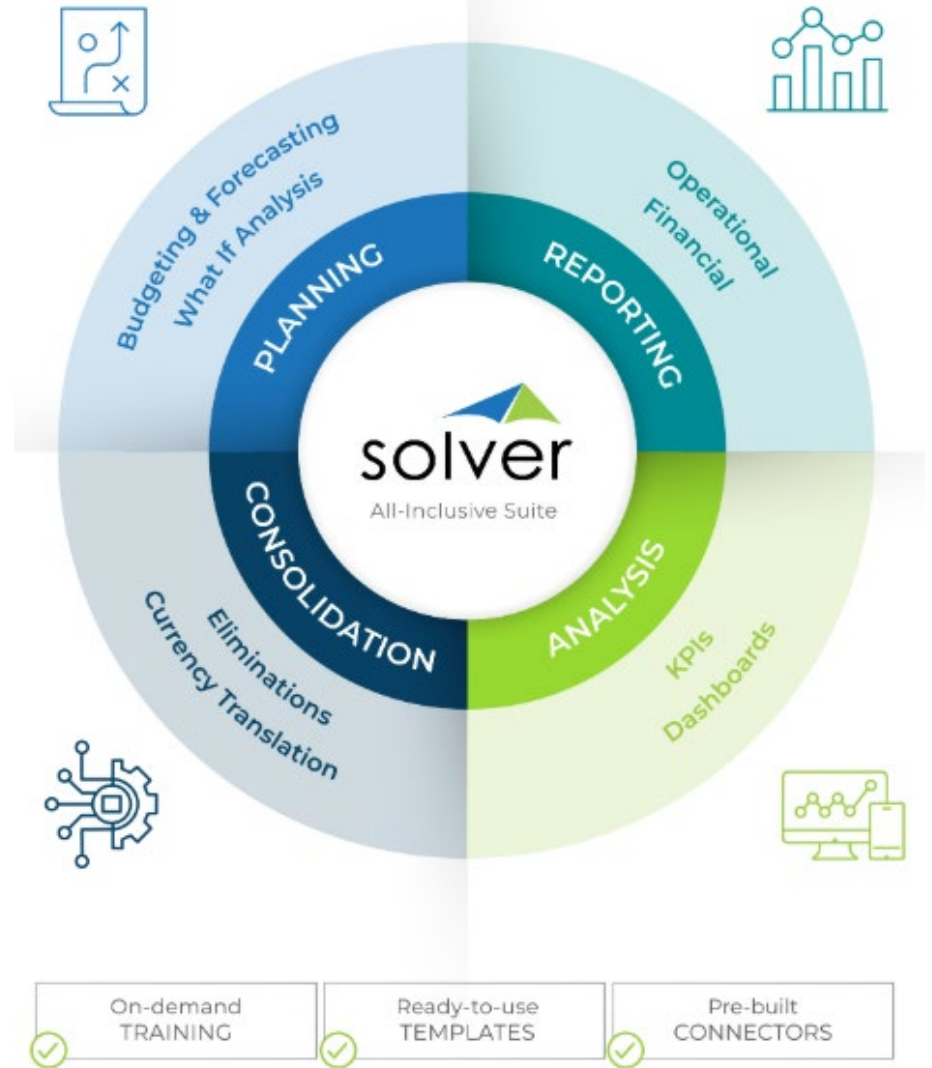 Budgeting & Forecasting
What If Analysis
PLANNING
Operational
Financial
REPORTING
solver
All-Inclusive Suite
CONSOLIDATION
Eliminations
Currency Translation
ANALYSIS
KPIs
Dashboards
On-demand
TRAINING
Ready-to-use
TEMPLATES
Pre-built
CONNECTORS